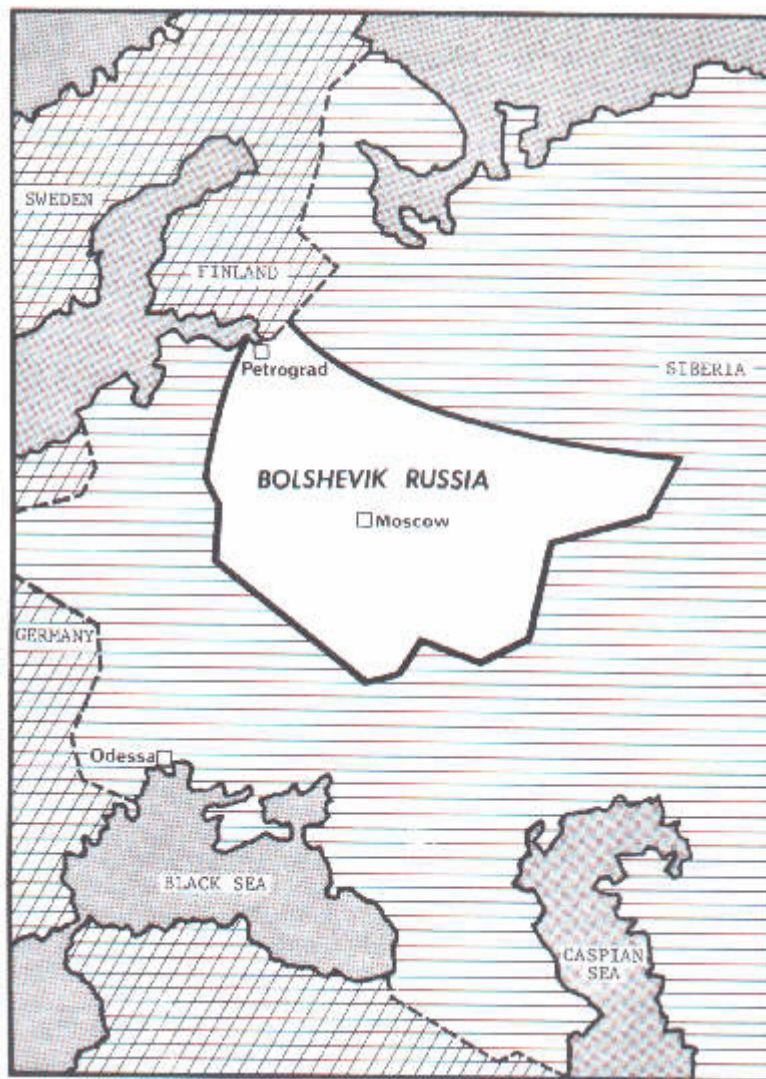 SWEDEN
FINLAND
Petrograd
SIBERIA
BOLSHEVIK RUSSIA
Moscow
GERMANY
Odessa
BLACK SEA
CASPIAN
SEA